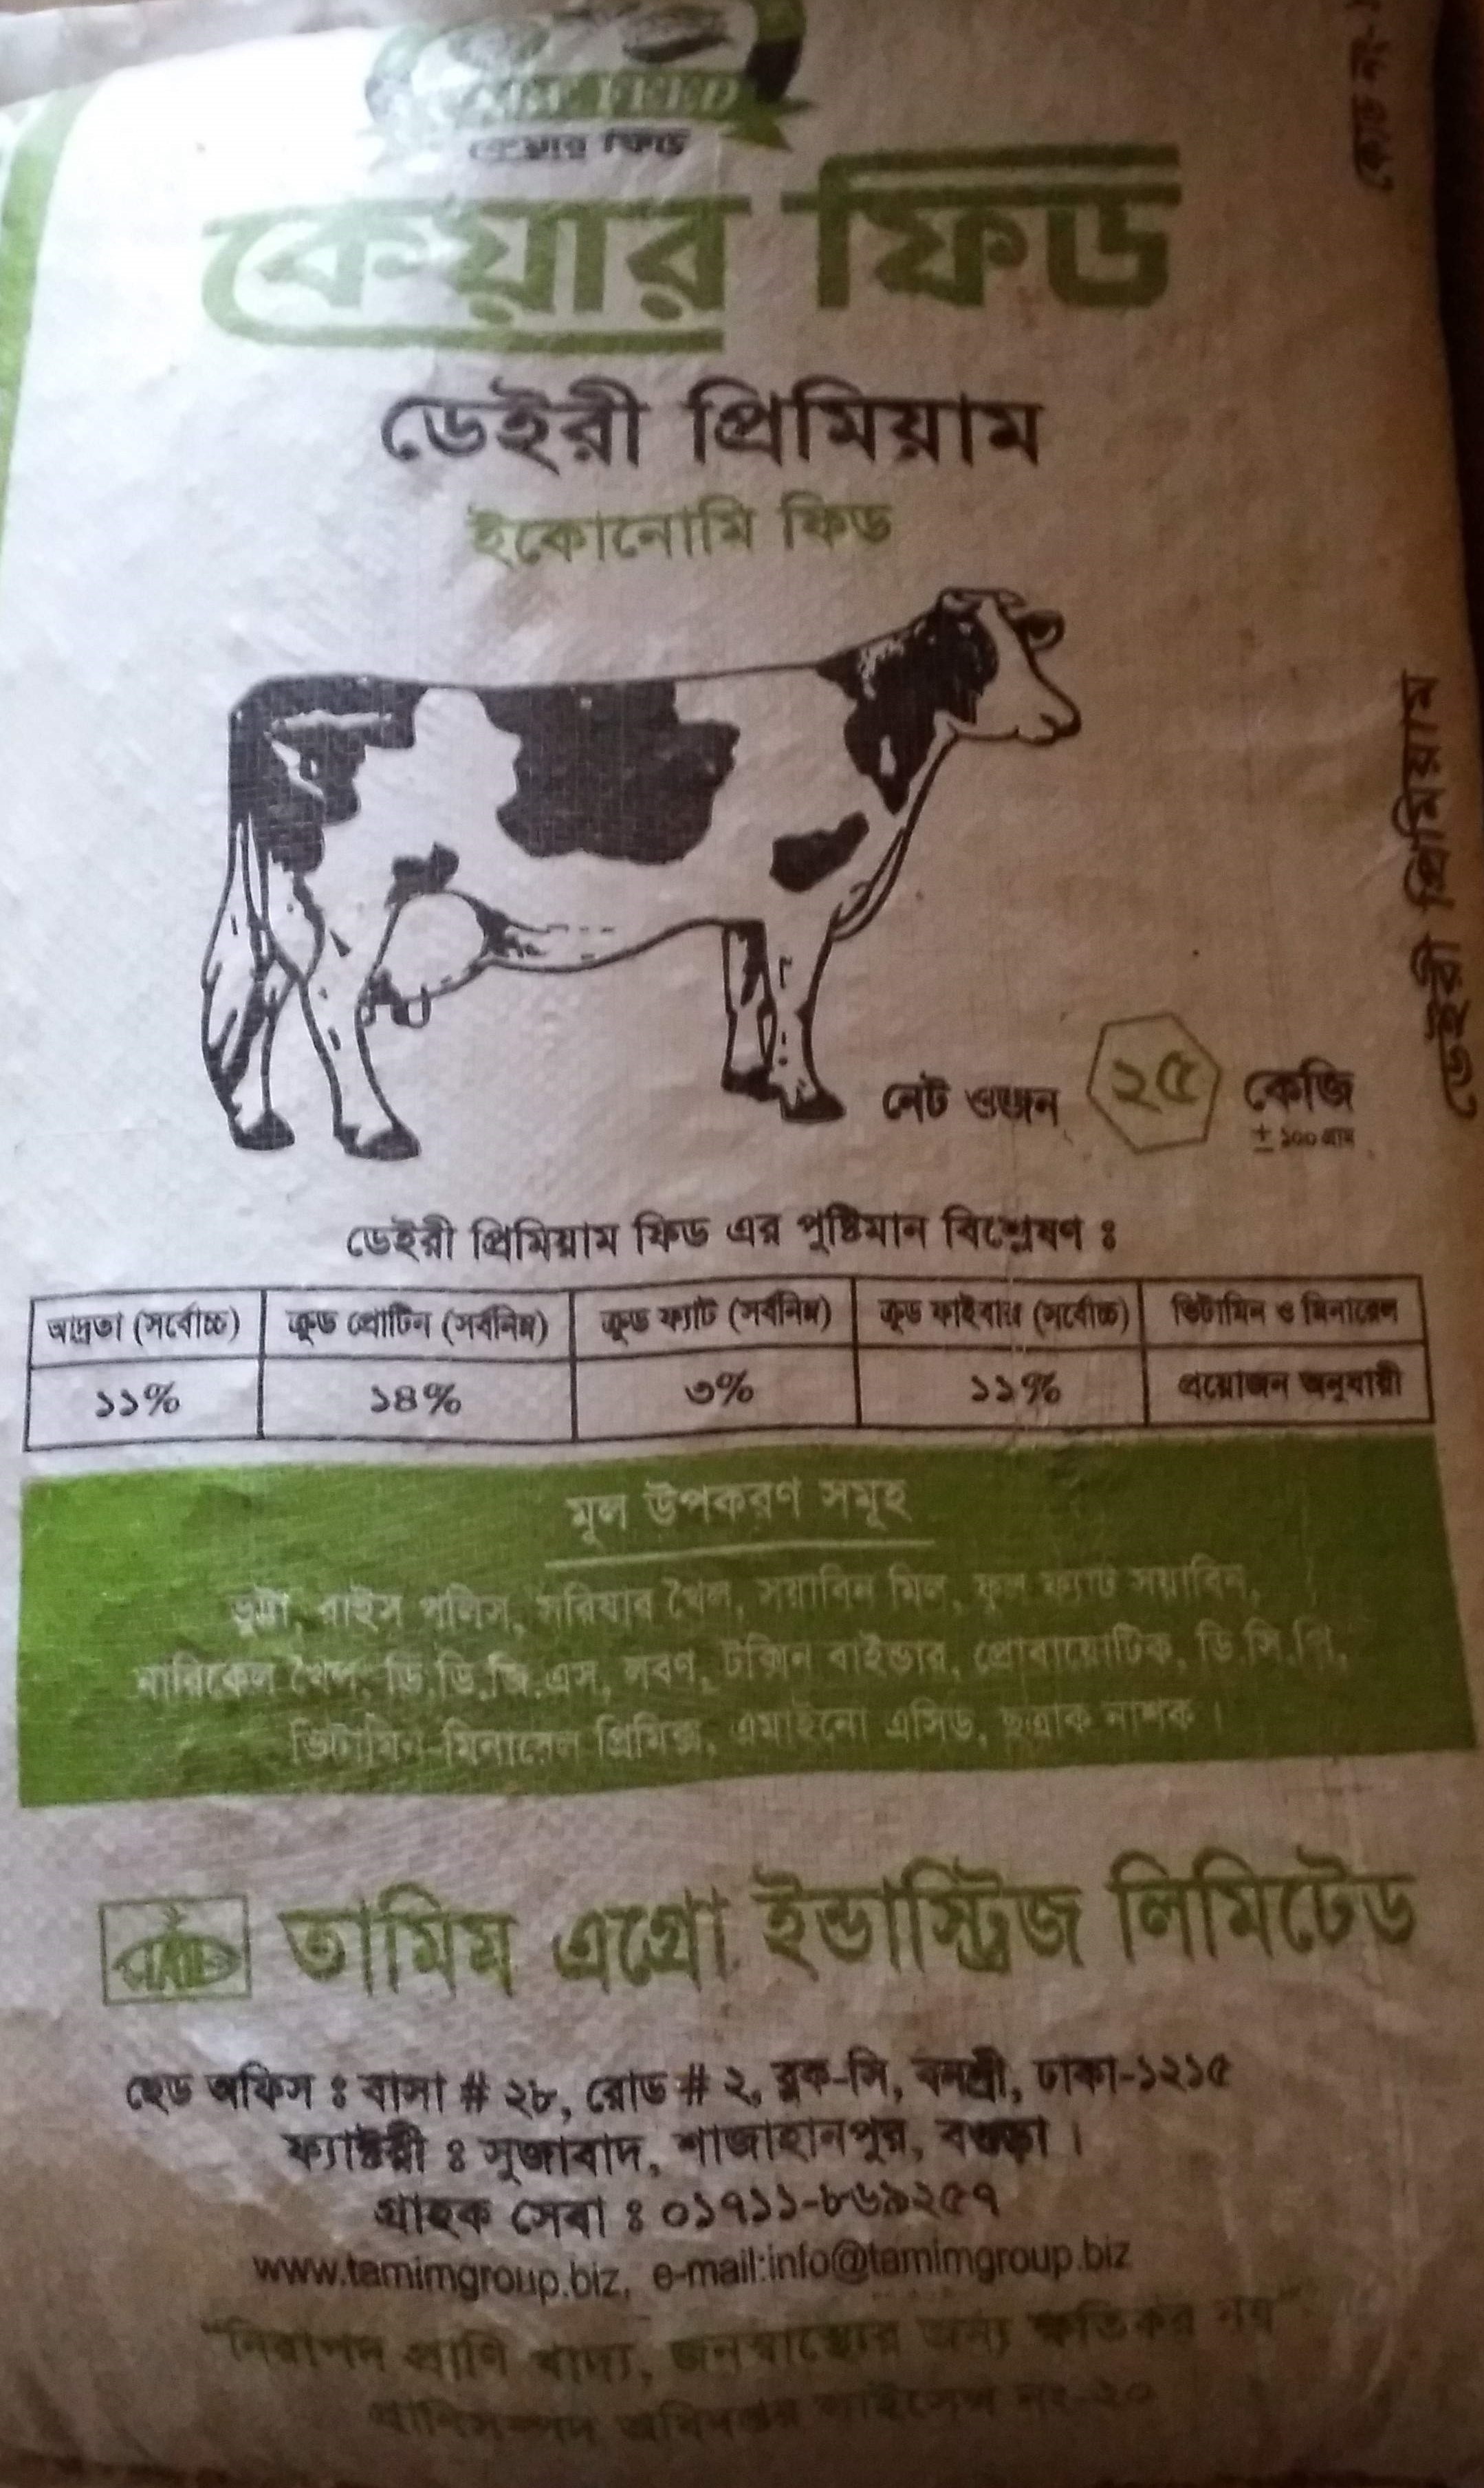 FEED
কেয়ার ফিড
কেয়ার ফিড
ডেইরী প্রিমিয়াম
ইকোনোমি ফিড
নেট ওজন ২৫ কেজি
± ১০০ গ্রাম
ডেইরী প্রিমিয়াম ফিড এর পুষ্টিমান বিশ্লেষণ ঃ
আদ্রতা (সর্বোচ্চ) ক্রুড প্রোটিন (সর্বনিম্ন) ক্রুড ফ্যাট (সর্বনিম্ন) ক্রুড ফাইবার (সর্বোচ্চ) ভিটামিন ও মিনারেল
১১% ১৪% ৩% ১১% প্রয়োজন অনুযায়ী
মূল উপকরণ সমূহ
ভুট্টা, রাইস পলিস, সরিষার খৈল, সয়াবিন মিল, ফুল ফ্যাট সয়াবিন,
নারিকেল খৈল, ডি.ডি.জি.এস, লবণ, টক্সিন বাইন্ডার, প্রোবায়োটিক, ডি.সি.পি,
ভিটামিন-মিনারেল প্রিমিক্স, এমাইনো এসিড, ছত্রাক নাশক ।
তামিম এগ্রো ইন্ডাস্ট্রিজ লিমিটেড
হেড অফিস ঃ বাসা # ২৮, রোড # ২, ব্লক-সি, বনশ্রী, ঢাকা-১২১৫
ফ্যাক্টরী ঃ সুজাবাদ, শাজাহানপুর, বগুড়া ।
গ্রাহক সেবা ঃ ০১৭১১-৮৬৯২৫৭
www.tamimgroup.biz, e-mail:info@tamimgroup.biz
"নিরাপদ প্রাণি খাদ্য, জনস্বাস্থ্যের জন্য ক্ষতিকর নয়"
প্রাণিসম্পদ অধিদপ্তর লাইসেন্স নং-২০
কোড নং-
ডেইরী প্রিমিয়াম